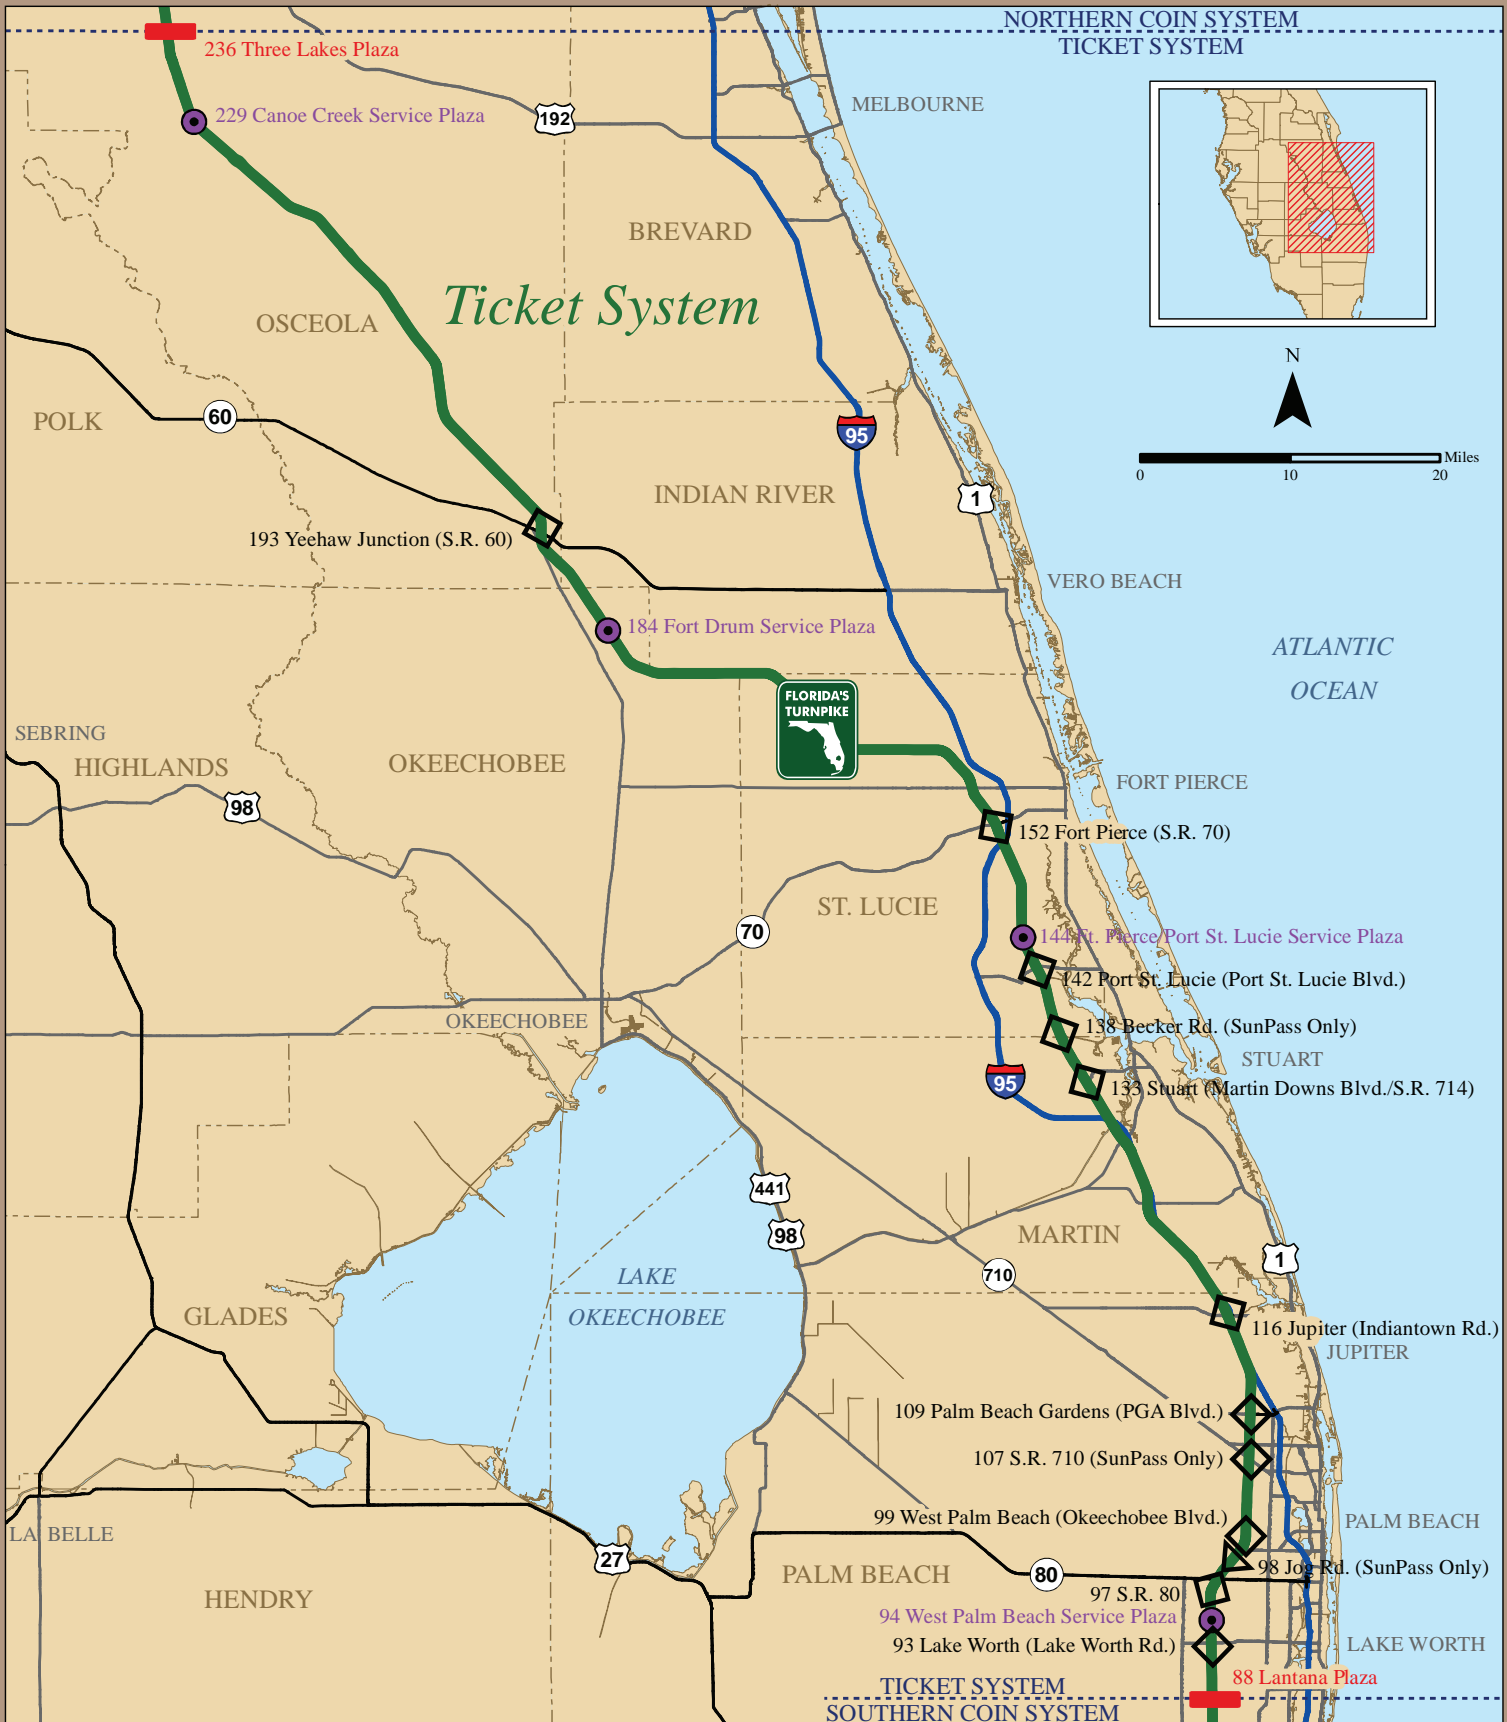 NORTHERN COIN SYSTEM
TICKET SYSTEM
236 Three Lakes Plaza
229 Canoe Creek Service Plaza
192
MELBOURNE
BREVARD
Ticket System
OSCEOLA
N
POLK
60
95
Miles
0 10 20
INDIAN RIVER
1
193 Yeehaw Junction (S.R. 60)
VERO BEACH
184 Fort Drum Service Plaza
ATLANTIC
OCEAN
FLORIDA'S
TURNPIKE
SEBRING
HIGHLANDS
OKEECHOBEE
FORT PIERCE
98
152 Fort Pierce (S.R. 70)
ST. LUCIE
70
144 Ft. Pierce/Port St. Lucie Service Plaza
142 Port St. Lucie (Port St. Lucie Blvd.)
OKEECHOBEE
138 Becker Rd. (SunPass Only)
STUART
95
133 Stuart (Martin Downs Blvd./S.R. 714)
441
98
MARTIN
1
710
LAKE
OKEECHOBEE
GLADES
116 Jupiter (Indiantown Rd.)
JUPITER
109 Palm Beach Gardens (PGA Blvd.)
107 S.R. 710 (SunPass Only)
99 West Palm Beach (Okeechobee Blvd.)
PALM BEACH
LA BELLE
27
98 Jog Rd. (SunPass Only)
PALM BEACH
80
97 S.R. 80
HENDRY
94 West Palm Beach Service Plaza
93 Lake Worth (Lake Worth Rd.)
LAKE WORTH
88 Lantana Plaza
TICKET SYSTEM
SOUTHERN COIN SYSTEM